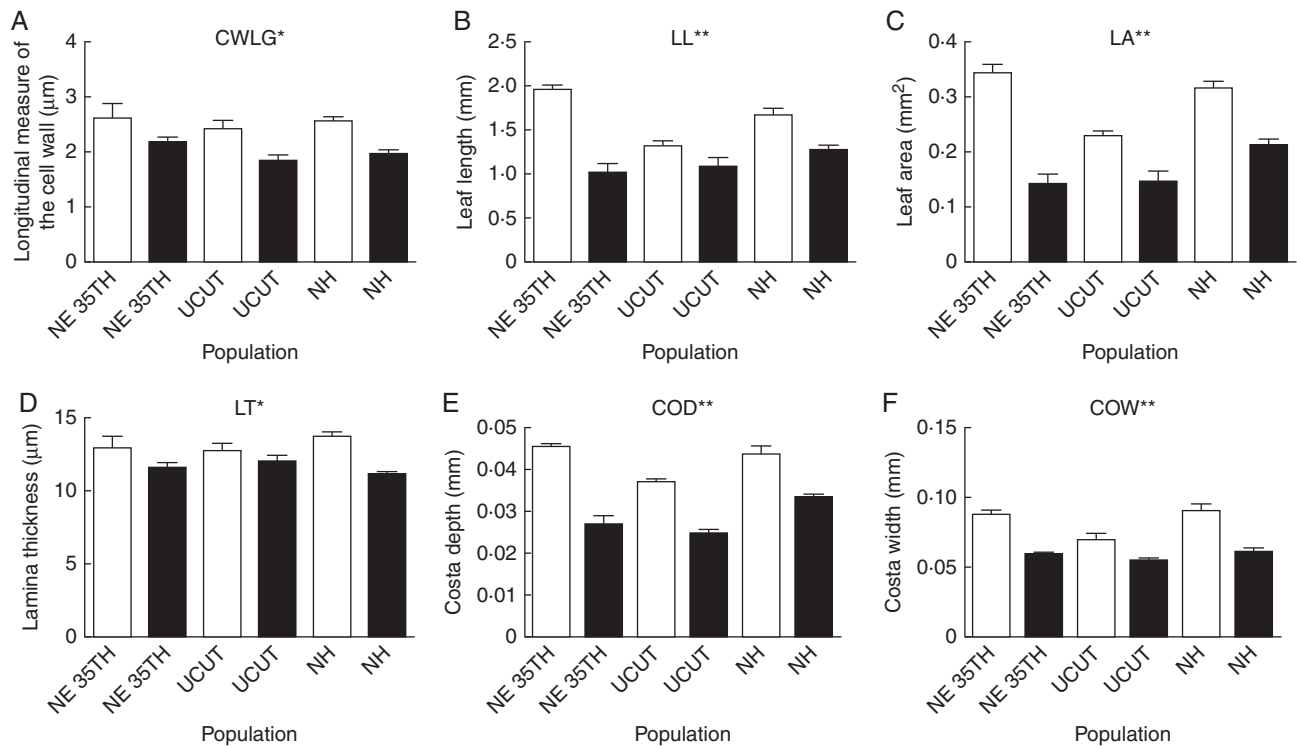 A
CWLG*
Longitudinal measure of
the cell wall (μm)
4
3
2
1
0
NE 35TH
NE 35TH
UCUT
UCUT
NH
NH
Population
B
LL**
Leaf length (mm)
2·5
2·0
1·5
1·0
0·5
0
NE 35TH
NE 35TH
UCUT
UCUT
NH
NH
Population
C
LA**
Leaf area (mm²)
0·4
0·3
0·2
0·1
0
NE 35TH
NE 35TH
UCUT
UCUT
NH
NH
Population
D
LT*
Lamina thickness (μm)
15
10
5
0
NE 35TH
NE 35TH
UCUT
UCUT
NH
NH
Population
E
COD**
Costa depth (mm)
0·05
0·04
0·03
0·02
0·01
0
NE 35TH
NE 35TH
UCUT
UCUT
NH
NH
Population
F
COW**
Costa width (mm)
0·15
0·10
0·05
0
NE 35TH
NE 35TH
UCUT
UCUT
NH
NH
Population